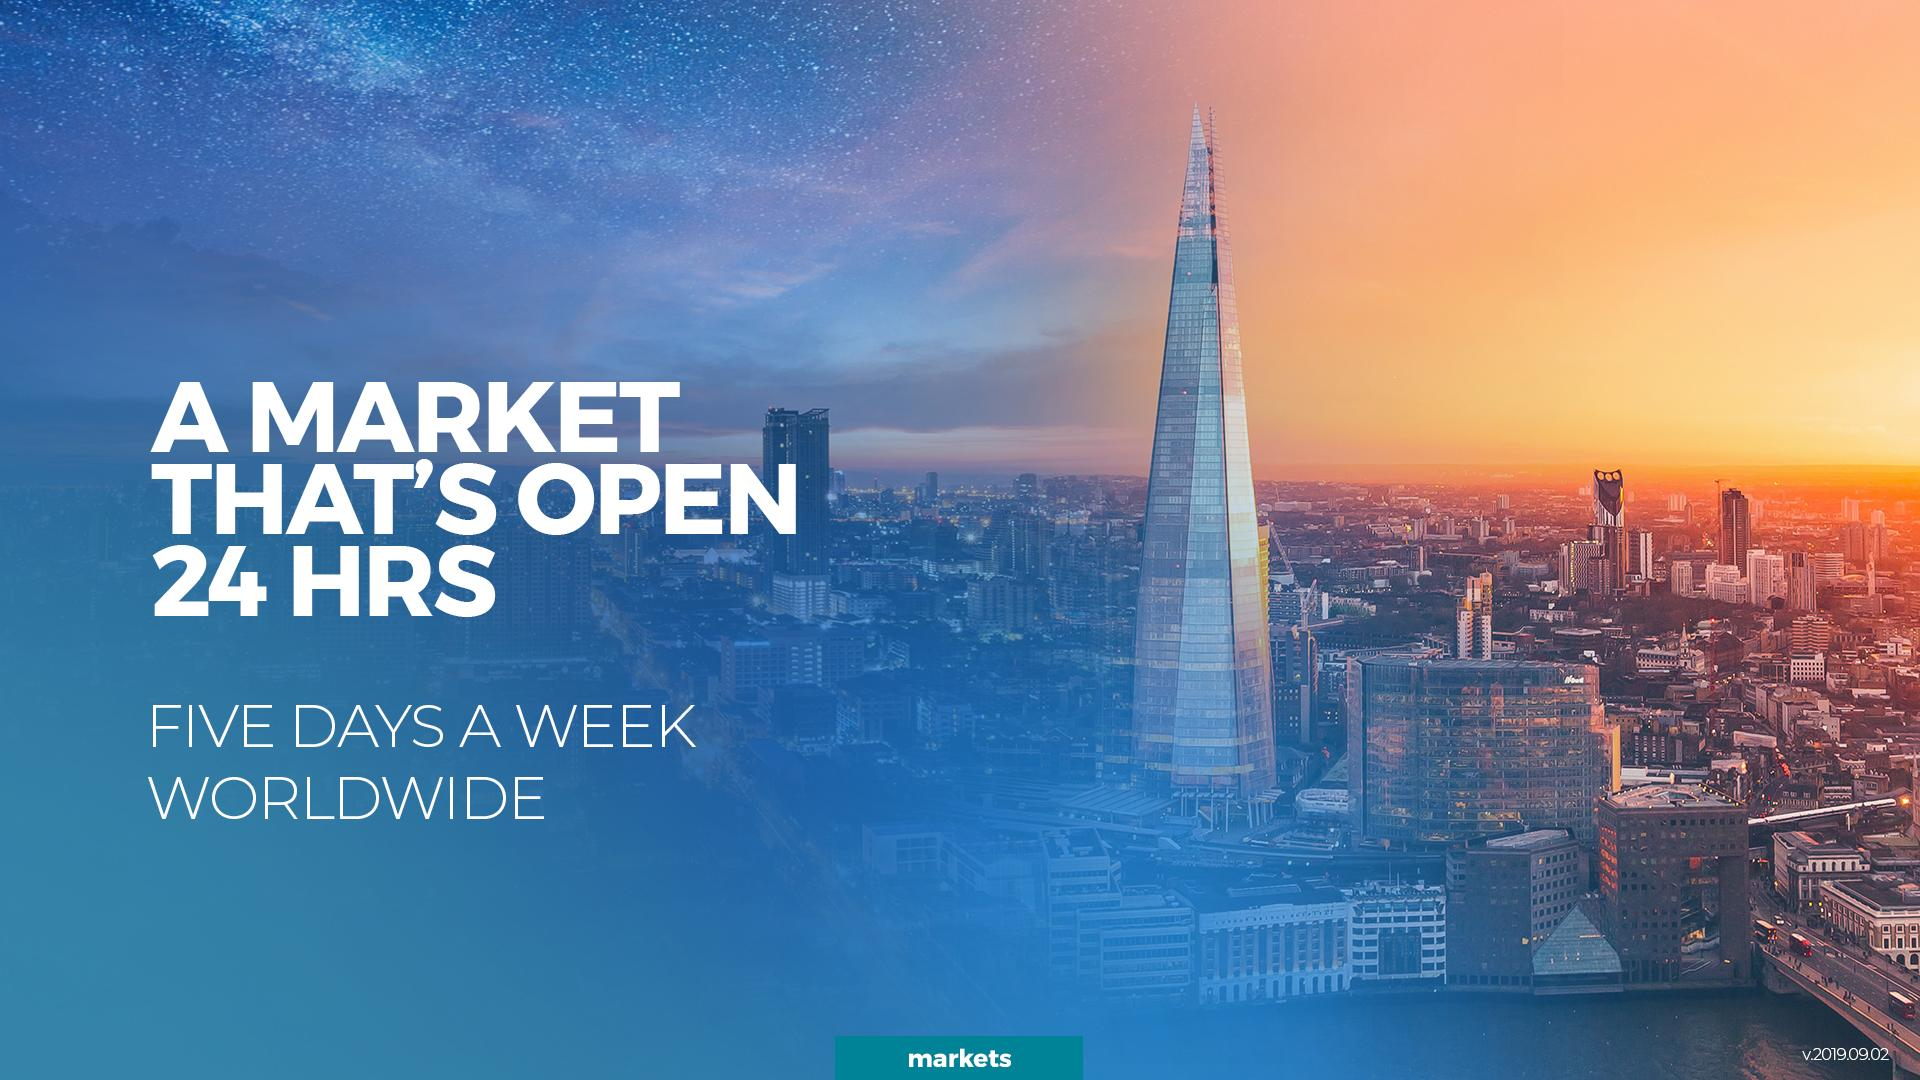 A MARKET
THAT’S OPEN
24 HRS
FIVE DAYS A WEEK
WORLDWIDE
markets
v.2019.09.02